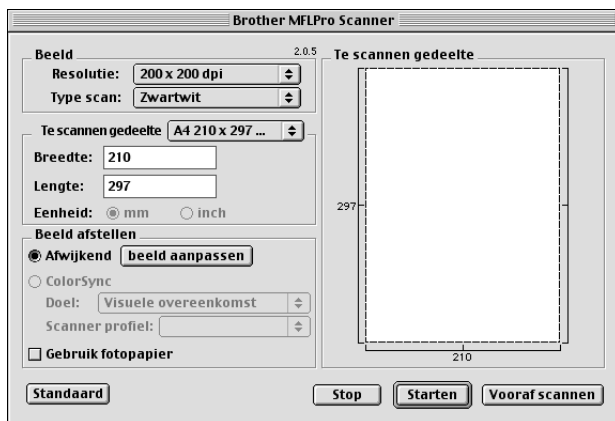 Brother MFLPro Scanner
Beeld 2.0.5
Resolutie: 200 x 200 dpi
Type scan: Zwartwit
Te scannen gedeelte A4 210 x 297 ...
Breedte: 210
Lengte: 297
Eenheid: mm inch
Beeld afstellen
Afwijkend beeld aanpassen
ColorSync
Doel: Visuele overeenkomst
Scanner profiel:
Gebruik fotopapier
Te scannen gedeelte
297
210
Standaard Stop Starten Vooraf scannen